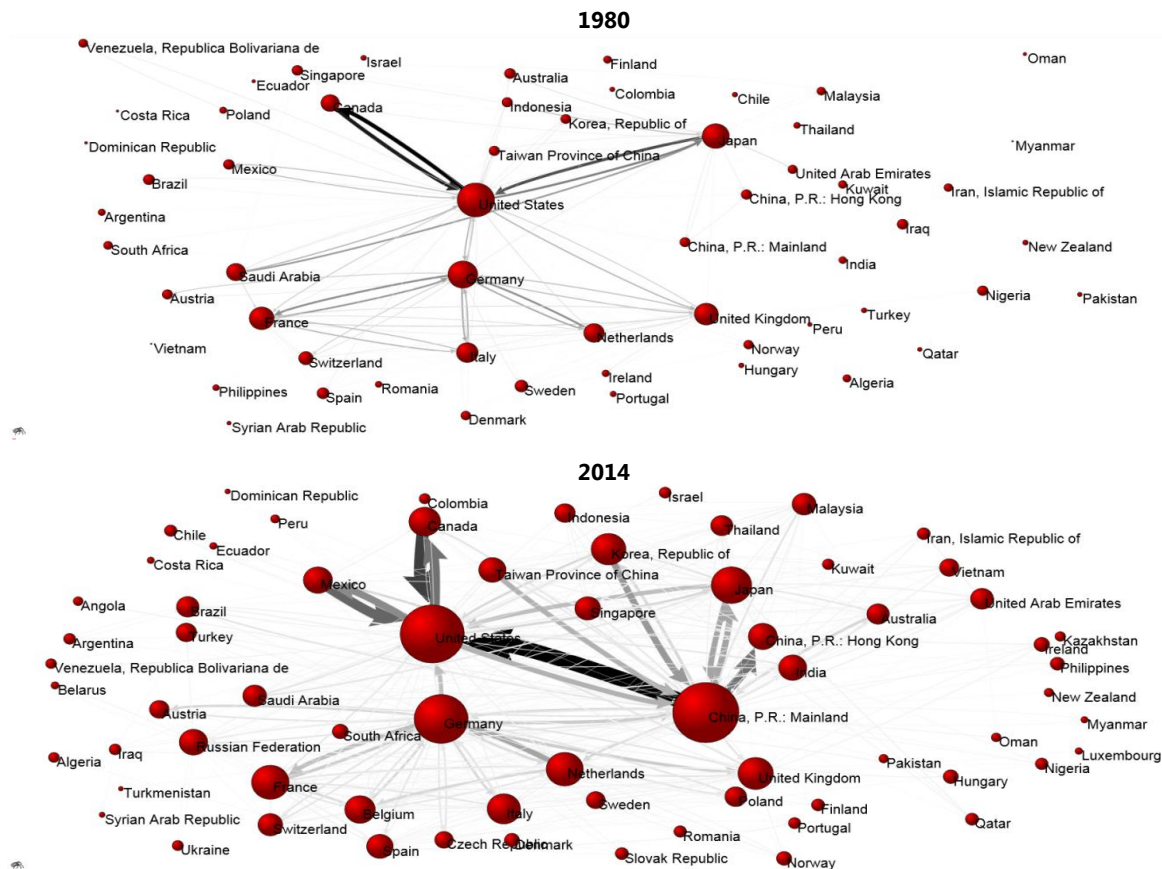 1980
Venezuela, Republica Bolivariana de
Israel
Finland
Oman
Ecuador
Singapore
Australia
Colombia
Chile
Malaysia
Costa Rica
Poland
Canada
Indonesia
Korea, Republic of
Thailand
Japan
Dominican Republic
Mexico
Taiwan Province of China
Myanmar
Brazil
United Arab Emirates
Kuwait
Iran, Islamic Republic of
United States
China, P.R.: Hong Kong
Argentina
Iraq
South Africa
China, P.R.: Mainland
New Zealand
Saudi Arabia
Germany
India
Austria
Nigeria
Pakistan
France
United Kingdom
Turkey
Peru
Netherlands
Vietnam
Switzerland
Italy
Norway
Qatar
Hungary
Philippines
Romania
Ireland
Algeria
Spain
Sweden
Portugal
Syrian Arab Republic
Denmark
2014
Dominican Republic
Colombia
Israel
Peru
Canada
Indonesia
Malaysia
Chile
Thailand
Iran, Islamic Republic of
Ecuador
Korea, Republic of
Costa Rica
Mexico
Taiwan Province of China
Kuwait
Vietnam
Japan
Angola
Brazil
Singapore
United Arab Emirates
Australia
Argentina
Turkey
United States
China, P.R.: Hong Kong
Kazakhstan
Ireland
Venezuela, Republica Bolivariana de
India
Philippines
Belarus
Saudi Arabia
New Zealand
Austria
Germany
China, P.R.: Mainland
Myanmar
South Africa
Russian Federation
Oman
Iraq
Luxembourg
Algeria
Pakistan
Nigeria
France
Netherlands
United Kingdom
Hungary
Turkmenistan
Belgium
Italy
Sweden
Poland
Finland
Syrian Arab Republic
Switzerland
Portugal
Qatar
Czech Republic
Denmark
Romania
Ukraine
Spain
Slovak Republic
Norway